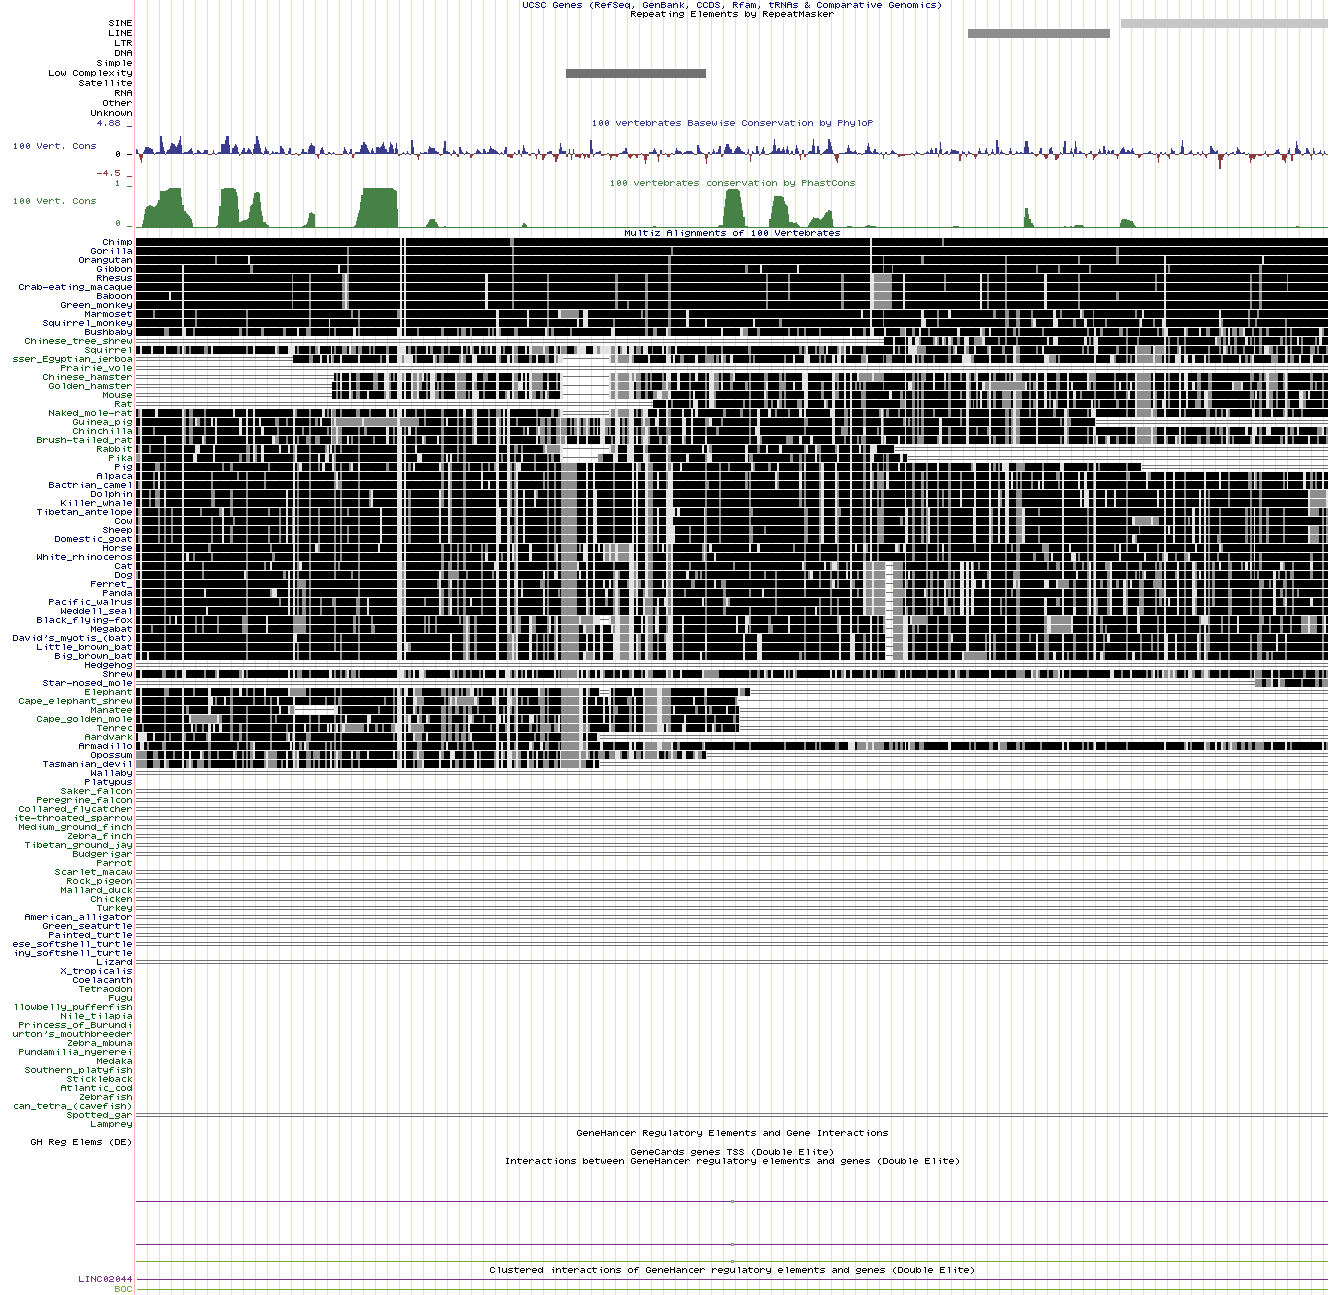 UCSC Genes (RefSeq, GenBank, CCDS, Rfam, tRNAs & Comparative Genomics)
Repeating Elements by RepeatMasker
SINE
LINE
LTR
DNA
Simple
Low Complexity
Satellite
RNA
Other
Unknown
4.88 _
100 vertebrates Basewise Conservation by PhyloP
100 Vert. Cons
0 _
-4.5 _
1 _
100 vertebrates conservation by PhastCons
100 Vert. Cons
0 _
Multiz Alignments of 100 Vertebrates
Chimp
Gorilla
Orangutan
Gibbon
Rhesus
Crab-eating_macaque
Baboon
Green_monkey
Marmoset
Squirrel_monkey
Bushbaby
Chinese_tree_shrew
Squirrel
sser_Egyptian_jerboa
Prairie_vole
Chinese_hamster
Golden_hamster
Mouse
Rat
Naked_mole-rat
Guinea_pig
Chinchilla
Brush-tailed_rat
Rabbit
Pika
Pig
Alpaca
Bactrian_camel
Dolphin
Killer_whale
Tibetan_antelope
Cow
Sheep
Domestic_goat
Horse
White_rhinoceros
Cat
Dog
Ferret_
Panda
Pacific_walrus
Weddell_seal
Black_flying-fox
Megabat
David's_myotis_(bat)
Little_brown_bat
Big_brown_bat
Hedgehog
Shrew
Star-nosed_mole
Elephant
Cape_elephant_shrew
Manatee
Cape_golden_mole
Tenrec
Aardvark
Armadillo
Opossum
Tasmanian_devil
Wallaby
Platypus
Saker_falcon
Peregrine_falcon
Collared_flycatcher
ite-throated_sparrow
Medium_ground_finch
Zebra_finch
Tibetan_ground_jay
Budgerigar
Parrot
Scarlet_macaw
Rock_pigeon
Mallard_duck
Chicken
Turkey
American_alligator
Green_seaturtle
Painted_turtle
ese_softshell_turtle
iny_softshell_turtle
Lizard
X_tropicalis
Coelacanth
Tetraodon
Fugu
llowbelly_pufferfish
Nile_tilapia
Princess_of_Burundi
urton's_mouthbreeder
Zebra_mbuna
Pundamilia_nyererei
Medaka
Southern_platyfish
Stickleback
Atlantic_cod
Zebrafish
can_tetra_(cavefish)
Spotted_gar
Lamprey
GeneHancer Regulatory Elements and Gene Interactions
GH Reg Elems (DE)
GeneCards genes TSS (Double Elite)
Interactions between GeneHancer regulatory elements and genes (Double Elite)
Clustered interactions of GeneHancer regulatory elements and genes (Double Elite)
LINC02044
BOC